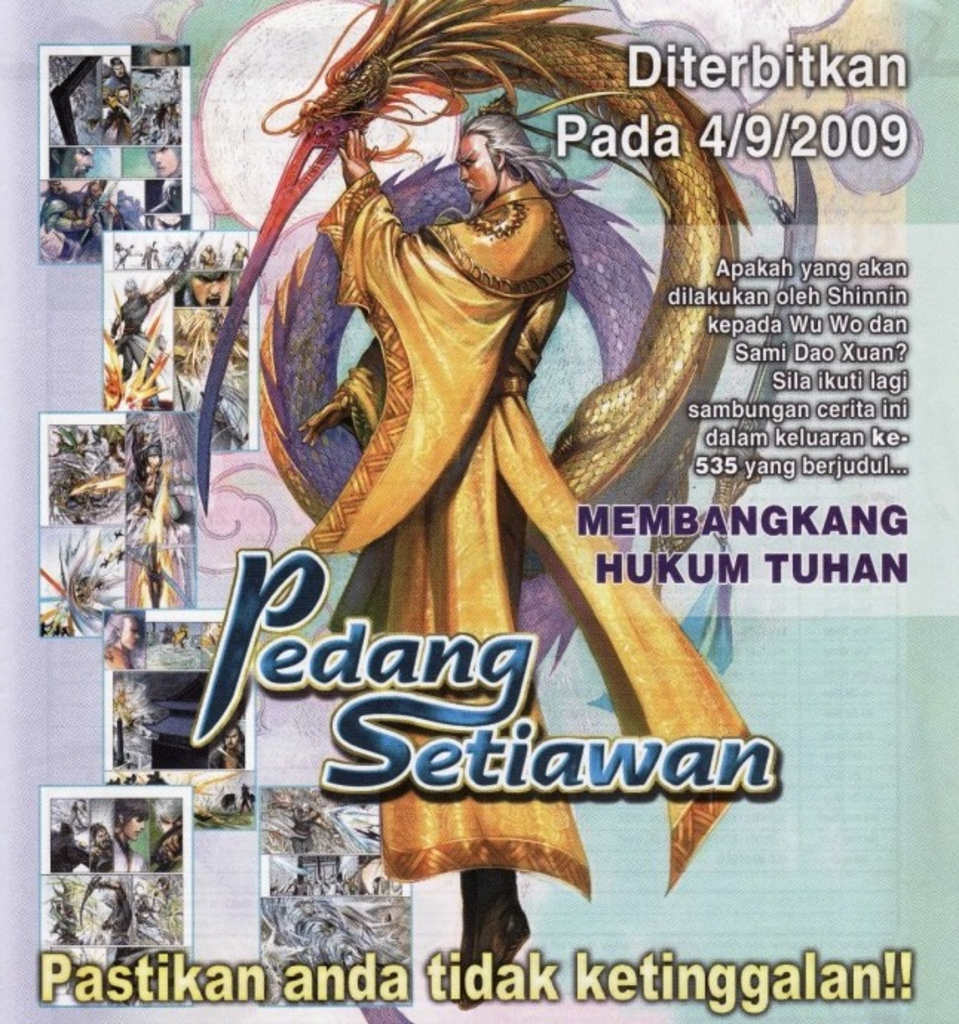 Diterbitkan
Pada 4/9/2009
Apakah yang akan
dilakukan oleh Shinnin
kepada Wu Wo dan
Sami Dao Xuan?
Sila ikuti lagi
sambungan cerita ini
dalam keluaran ke-
535 yang berjudul...
MEMBANGKANG
HUKUM TUHAN
Pedang
Setiawan
Pastikan anda tidak ketinggalan!!